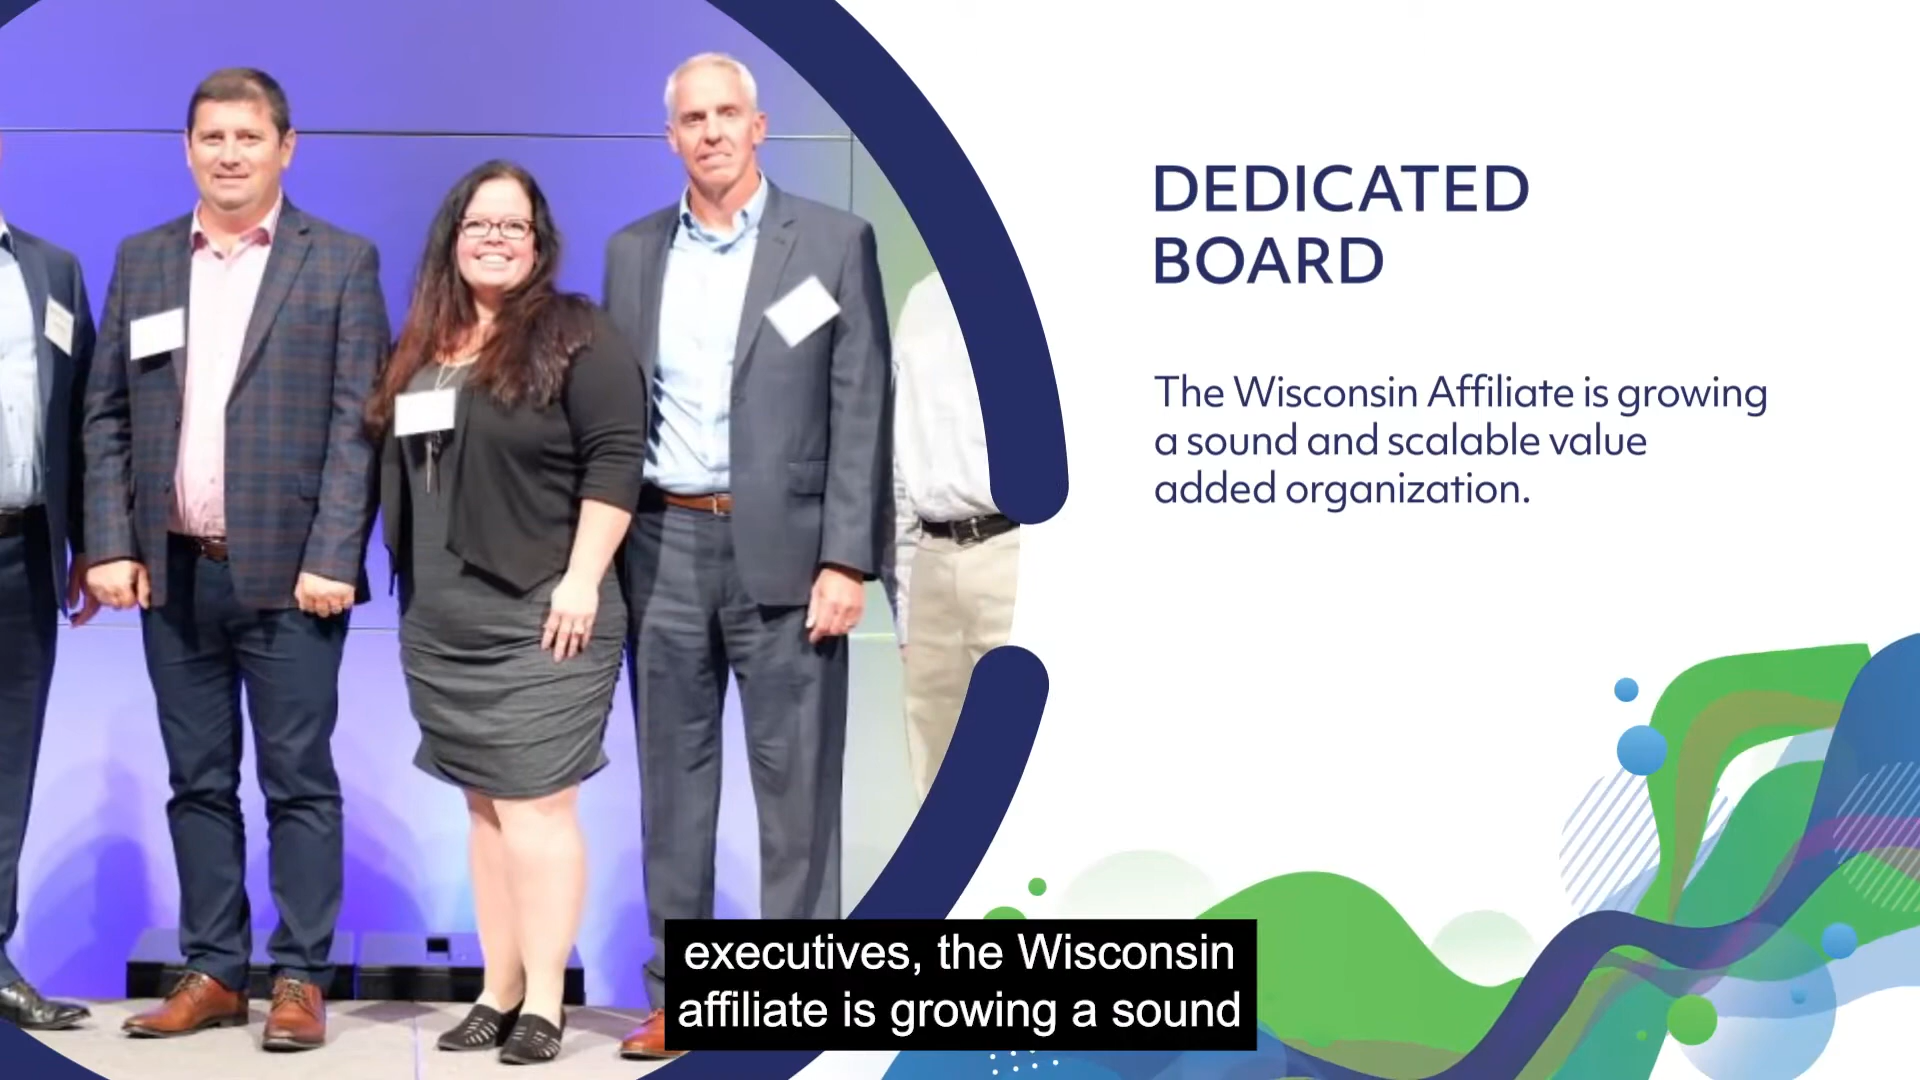 DEDICATED
BOARD
The Wisconsin Affiliate is growing
a sound and scalable value
added organization.
executives, the Wisconsin
affiliate is growing a sound